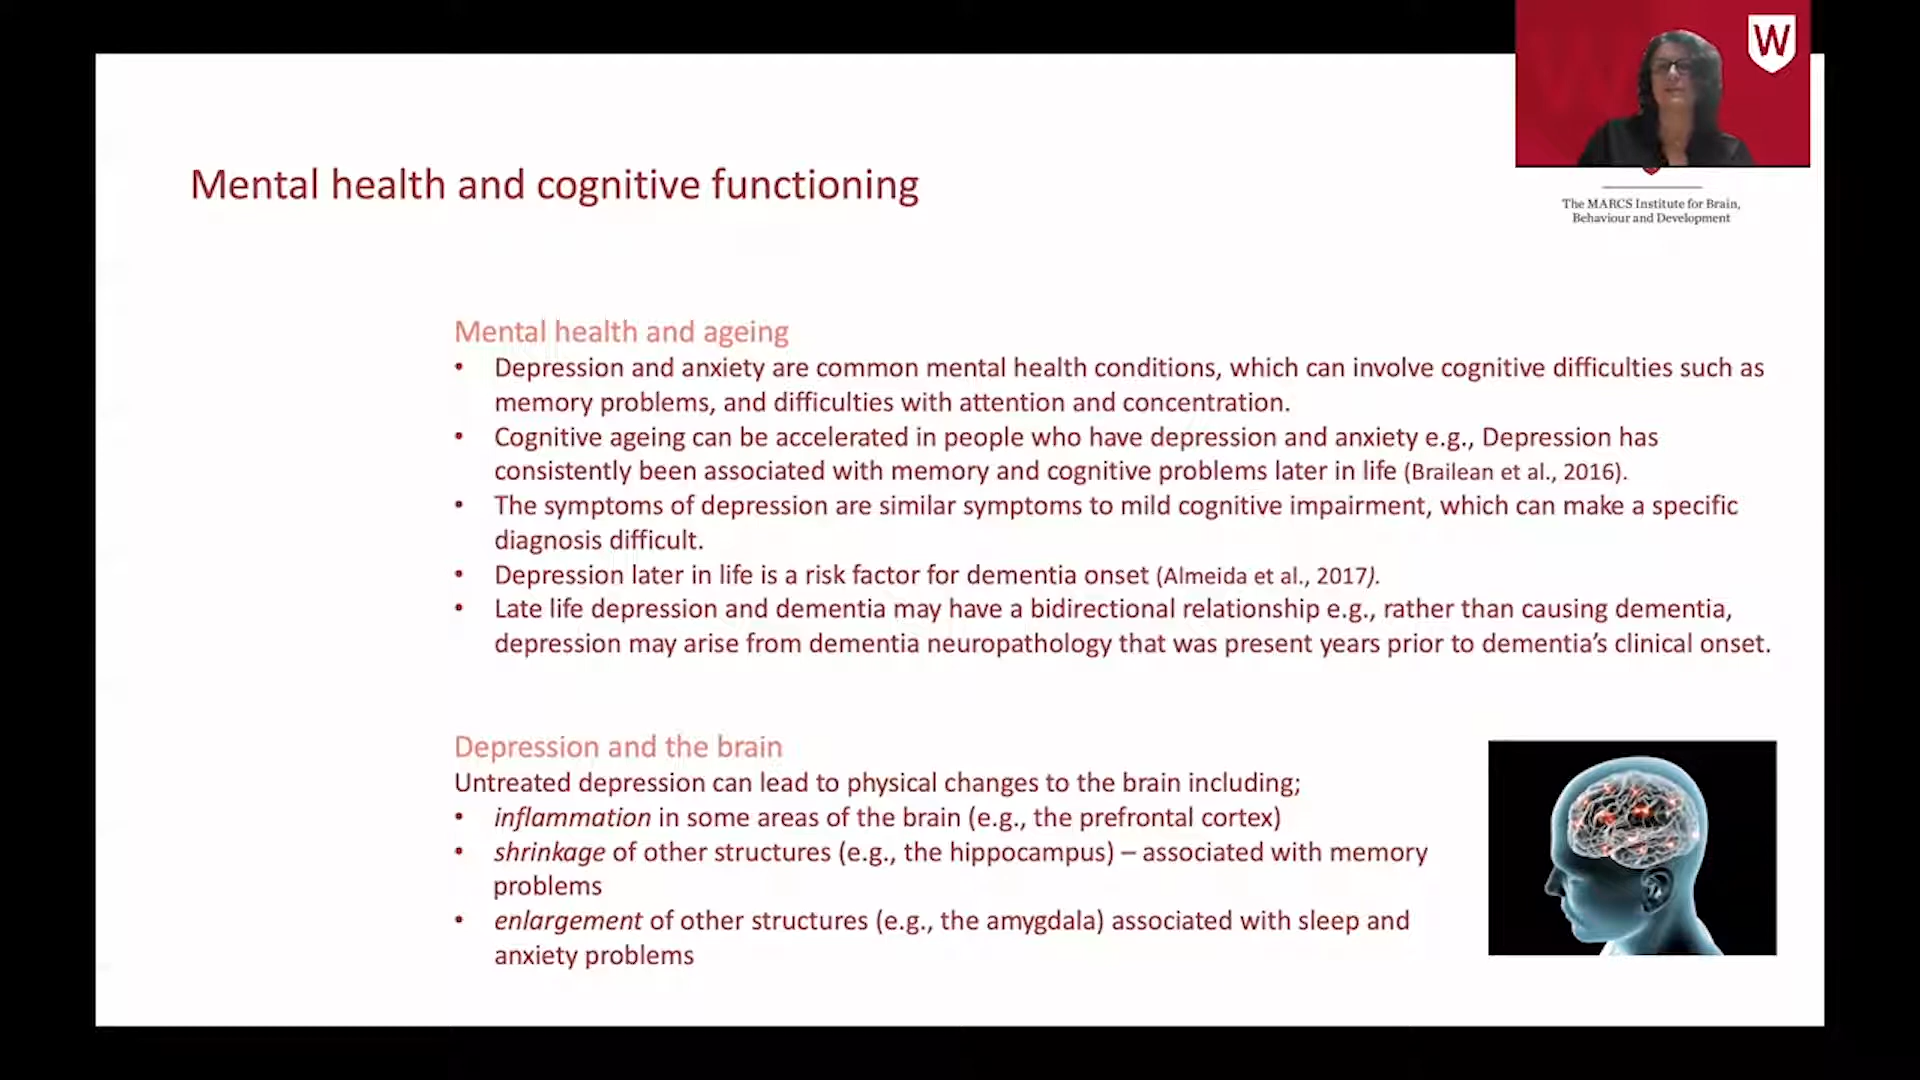 W
Mental health and cognitive functioning
The MARCS Institute for Brain,
Behaviour and Development
Mental health and ageing
• Depression and anxiety are common mental health conditions, which can involve cognitive difficulties such as
memory problems, and difficulties with attention and concentration.
• Cognitive ageing can be accelerated in people who have depression and anxiety e.g., Depression has
consistently been associated with memory and cognitive problems later in life (Brailean et al., 2016).
• The symptoms of depression are similar symptoms to mild cognitive impairment, which can make a specific
diagnosis difficult.
• Depression later in life is a risk factor for dementia onset (Almeida et al., 2017).
• Late life depression and dementia may have a bidirectional relationship e.g., rather than causing dementia,
depression may arise from dementia neuropathology that was present years prior to dementia’s clinical onset.
Depression and the brain
Untreated depression can lead to physical changes to the brain including;
• inflammation in some areas of the brain (e.g., the prefrontal cortex)
• shrinkage of other structures (e.g., the hippocampus) – associated with memory
problems
• enlargement of other structures (e.g., the amygdala) associated with sleep and
anxiety problems